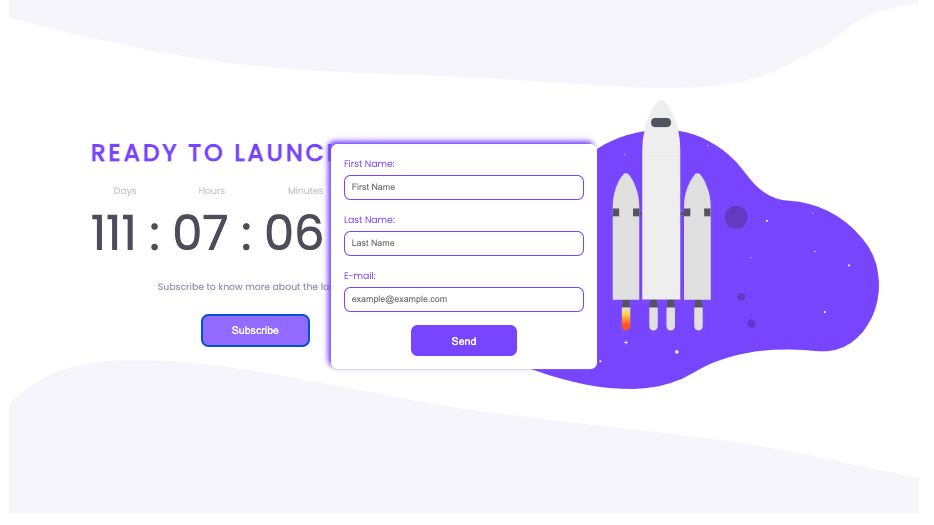 READY TO LAUNC
Days Hours Minutes
111 : 07 : 06
Subscribe to know more about the
Subscribe
First Name:
First Name
Last Name:
Last Name
E-mail:
example@example.com
Send